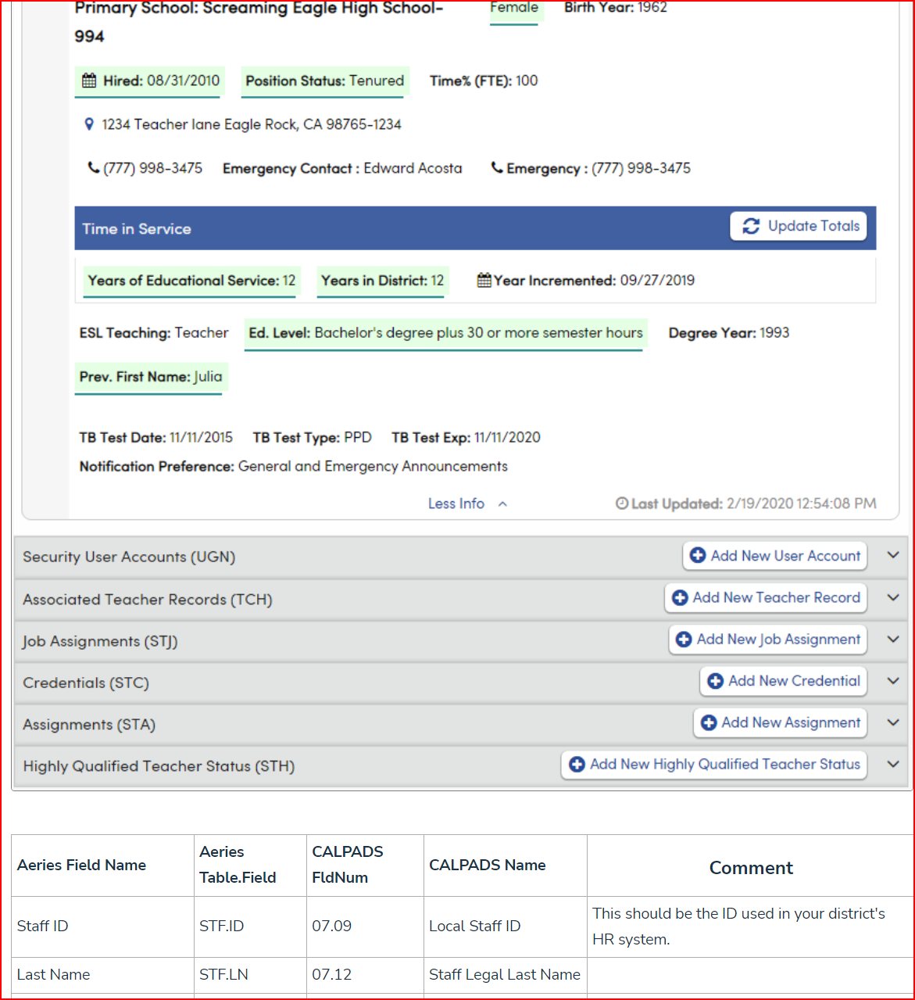 Primary School: Screaming Eagle High School-
994
Female
Birth Year: 1962
Hired: 08/31/2010
Position Status: Tenured
Time% (FTE): 100
1234 Teacher lane Eagle Rock, CA 98765-1234
(777) 998-3475
Emergency Contact : Edward Acosta
Emergency : (777) 998-3475
Time in Service
Update Totals
Years of Educational Service: 12
Years in District: 12
Year Incremented: 09/27/2019
ESL Teaching: Teacher
Ed. Level: Bachelor's degree plus 30 or more semester hours
Degree Year: 1993
Prev. First Name: Julia
TB Test Date: 11/11/2015
TB Test Type: PPD
TB Test Exp: 11/11/2020
Notification Preference: General and Emergency Announcements
Less Info
Last Updated: 2/19/2020 12:54:08 PM
Security User Accounts (UGN)
Add New User Account
Associated Teacher Records (TCH)
Add New Teacher Record
Job Assignments (STJ)
Add New Job Assignment
Credentials (STC)
Add New Credential
Assignments (STA)
Add New Assignment
Highly Qualified Teacher Status (STH)
Add New Highly Qualified Teacher Status
Aeries Field Name
Aeries
Table.Field
CALPADS
FldNum
CALPADS Name
Comment
Staff ID
STF.ID
07.09
Local Staff ID
This should be the ID used in your district's
HR system.
Last Name
STF.LN
07.12
Staff Legal Last Name